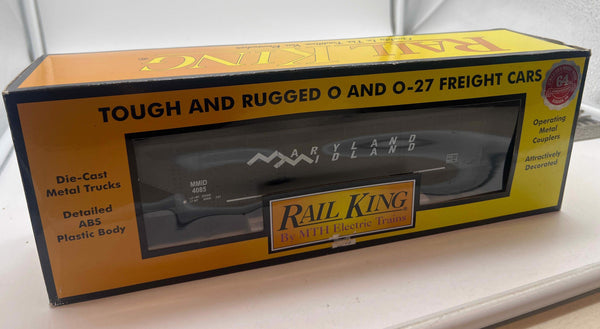 RAIL KING
TOUGH AND RUGGED O AND O-27 FREIGHT CARS
Die-Cast
Metal Trucks
Detailed
ABS
Plastic Body
MARYLAND
MIDLAND
MMID
4085
Operating
Metal
Couplers
Attractively
Decorated
RAIL KING
By MTH Electric Trains